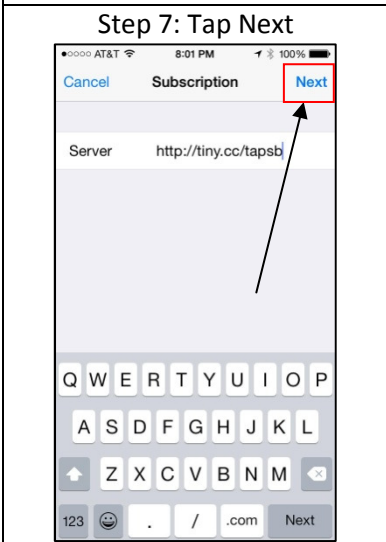 Step 7: Tap Next
AT&T 8:01 PM 100%
Cancel Subscription Next
Server http://tiny.cc/tapsb
Q W E R T Y U I O P
A S D F G H J K L
Z X C V B N M
123 . / .com Next